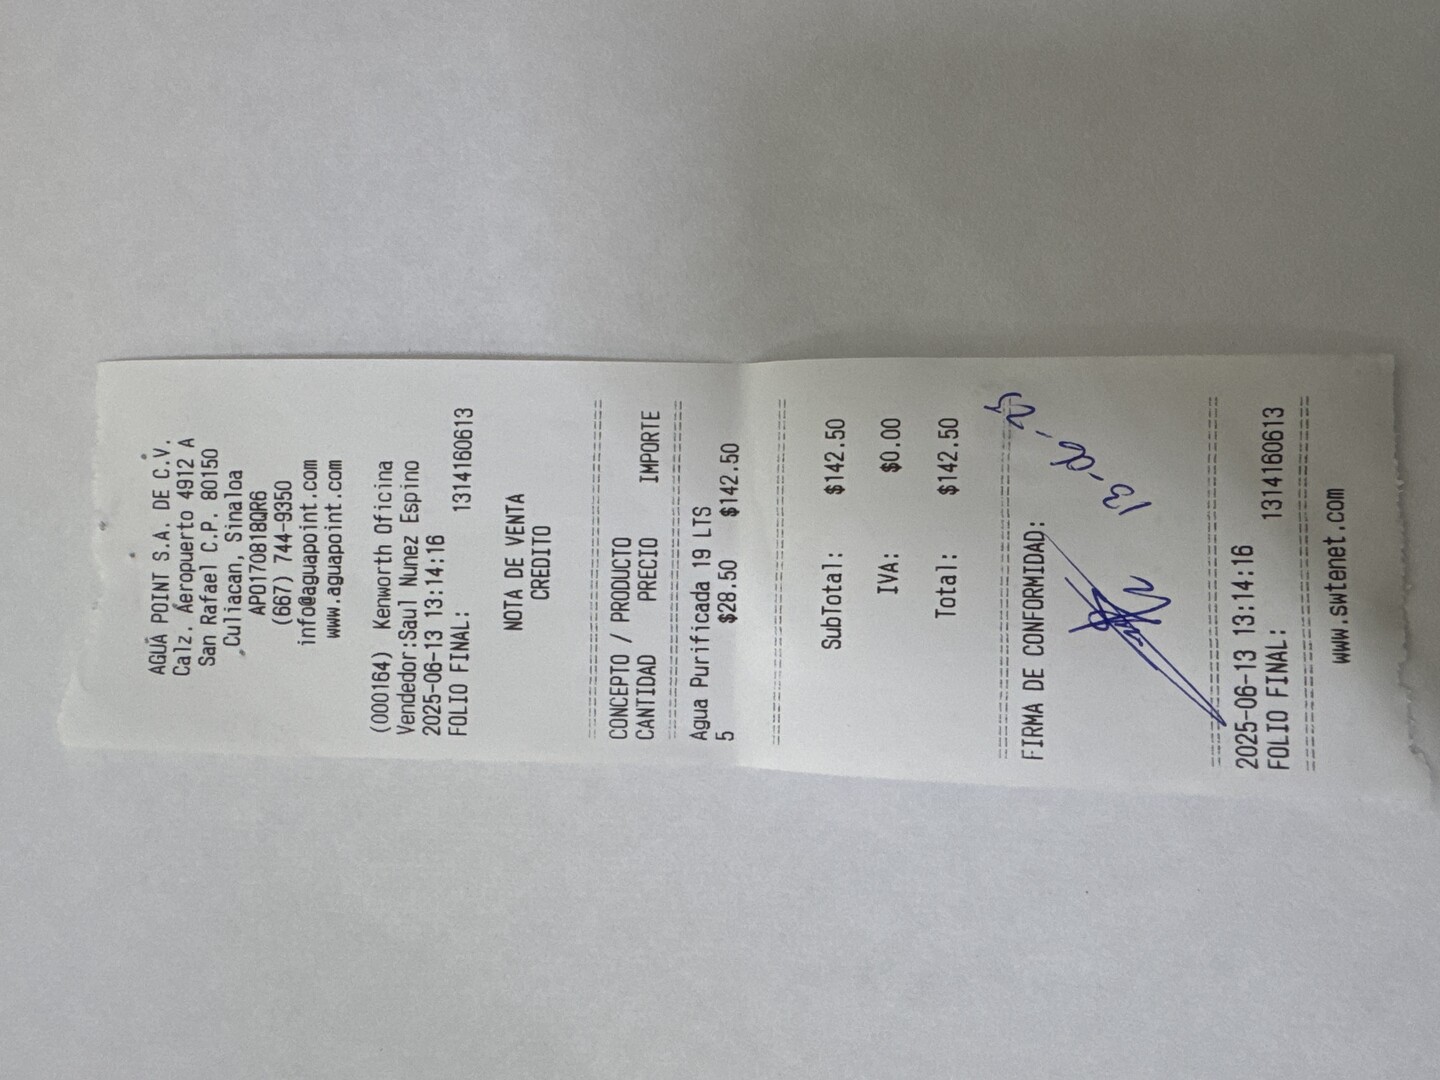 AGUA POINT S.A. DE C.V.
Calz. Aeropuerto 4912 A
San Rafael C.P. 80150
Culiacan, Sinaloa
APO170818QR6
(667) 744-9350
info@aguapoint.com
www.aguapoint.com
(000164) Kenworth Oficina
Vendedor:Saul Nunez Espino
2025-06-13 13:14:16
FOLIO FINAL: 1314160613
NOTA DE VENTA
CREDITO
CONCEPTO / PRODUCTO
CANTIDAD PRECIO IMPORTE
Agua Purificada 19 LTS
5 $28.50 $142.50
SubTotal: $142.50
IVA: $0.00
Total: $142.50
FIRMA DE CONFORMIDAD:
13-06-25
2025-06-13 13:14:16
FOLIO FINAL: 1314160613
www.swtenet.com